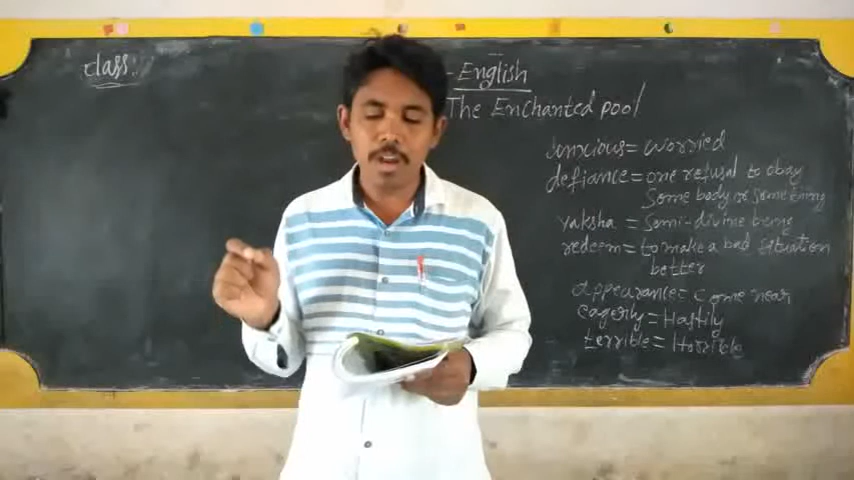 class
English
The Enchanted pool
Anxious = worried
defiance = one refusal to obay
Some body or Something
yaksha = Semi-divine being
redeem = to make a bad Situation
better
Appearance = Come near
eagerly = Hastily
terrible = Horrible